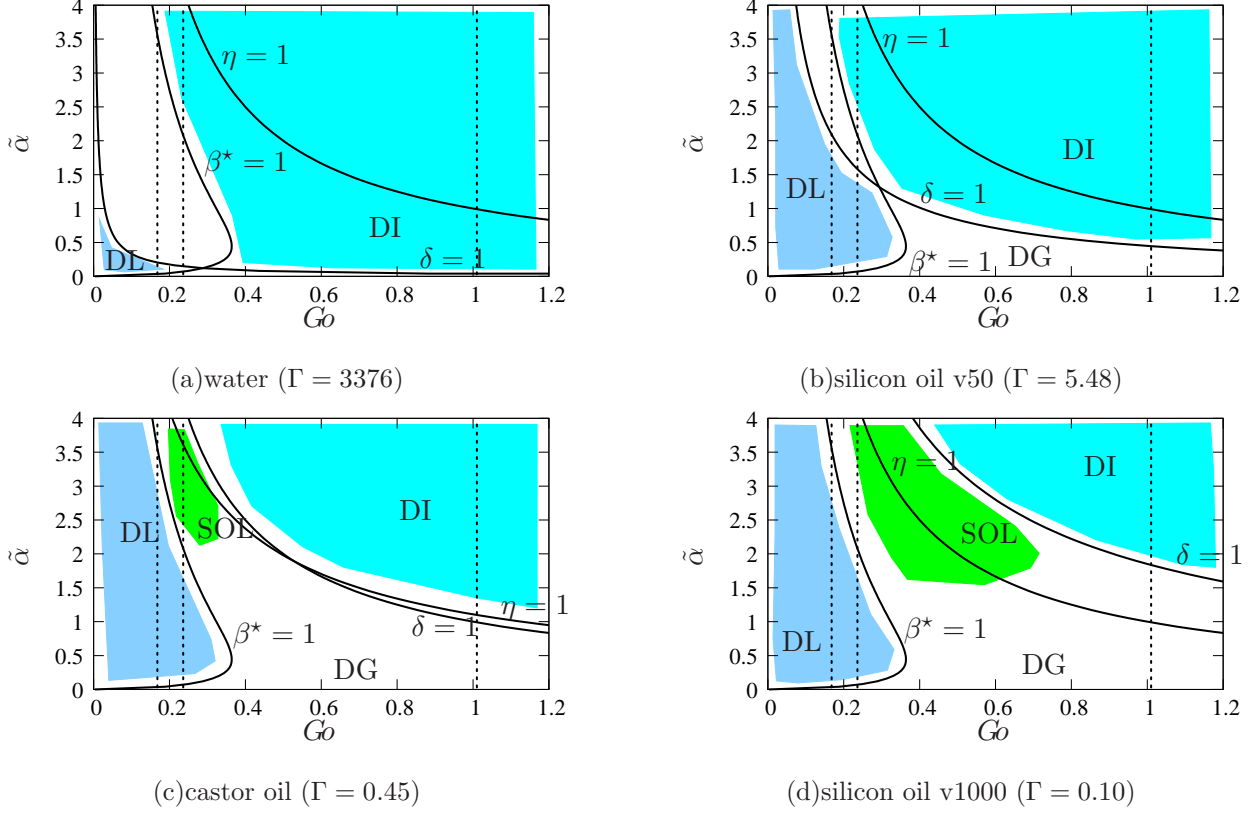 4
3.5
3
2.5
2
1.5
1
0.5
0
α̃
0 0.2 0.4 0.6 0.8 1 1.2
Go
η = 1
β* = 1
DI
DL
δ = 1
(a)water (Γ = 3376)
4
3.5
3
2.5
2
1.5
1
0.5
0
α̃
0 0.2 0.4 0.6 0.8 1 1.2
Go
η = 1
DI
DL
δ = 1
DG
β* = 1
(b)silicon oil v50 (Γ = 5.48)
4
3.5
3
2.5
2
1.5
1
0.5
0
α̃
0 0.2 0.4 0.6 0.8 1 1.2
Go
DI
DL
SOL
η = 1
δ = 1
β* = 1
DG
(c)castor oil (Γ = 0.45)
4
3.5
3
2.5
2
1.5
1
0.5
0
α̃
0 0.2 0.4 0.6 0.8 1 1.2
Go
η = 1
DI
SOL
δ = 1
DL
β* = 1
DG
(d)silicon oil v1000 (Γ = 0.10)